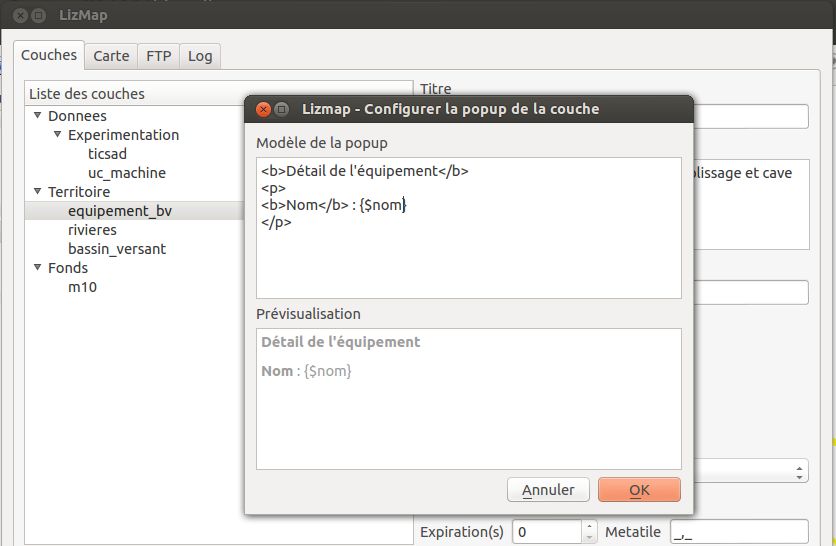 LizMap
Couches
Carte
FTP
Log
Liste des couches
Donnees
Experimentation
ticsad
uc_machine
Territoire
equipement_bv
rivieres
bassin_versant
Fonds
m10
Titre
Lizmap - Configurer la popup de la couche
Modèle de la popup
<b>Détail de l'équipement</b>
<p>
<b>Nom</b> : {$nom}
</p>
Prévisualisation
Détail de l'équipement
Nom : {$nom}
Annuler
OK
et cave
Expiration(s)
0
Metatile
_,_